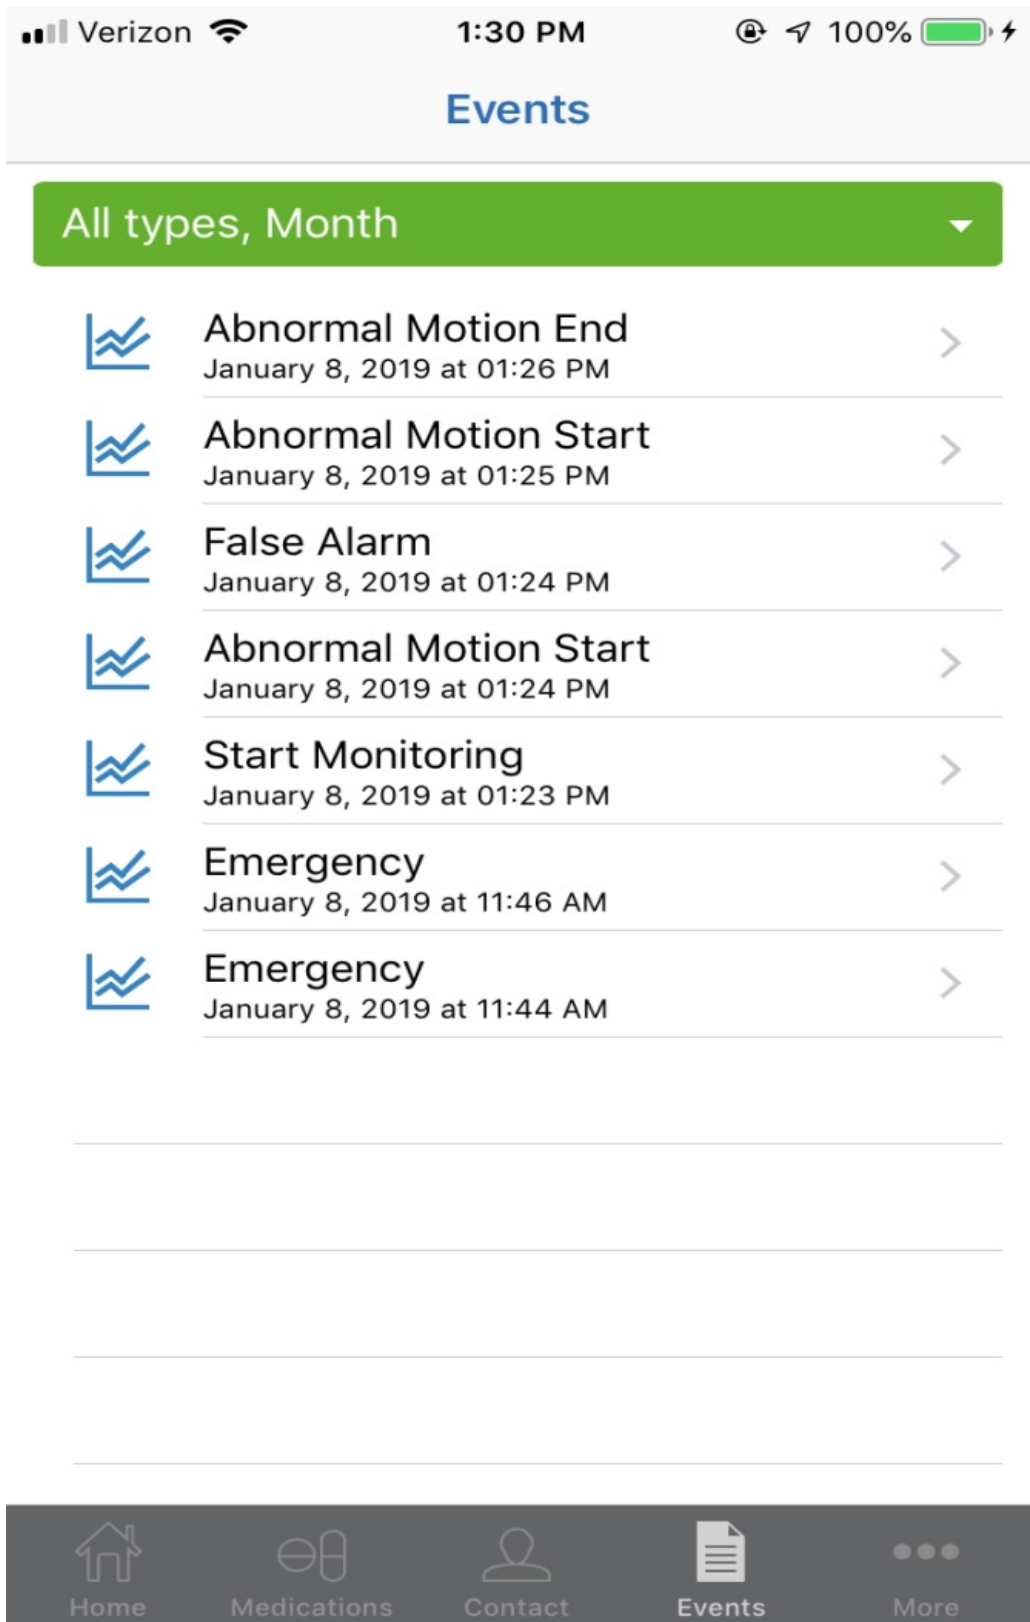 Verizon 1:30 PM 100%
Events
All types, Month
Abnormal Motion End
January 8, 2019 at 01:26 PM
Abnormal Motion Start
January 8, 2019 at 01:25 PM
False Alarm
January 8, 2019 at 01:24 PM
Abnormal Motion Start
January 8, 2019 at 01:24 PM
Start Monitoring
January 8, 2019 at 01:23 PM
Emergency
January 8, 2019 at 11:46 AM
Emergency
January 8, 2019 at 11:44 AM
Home Medications Contact Events More